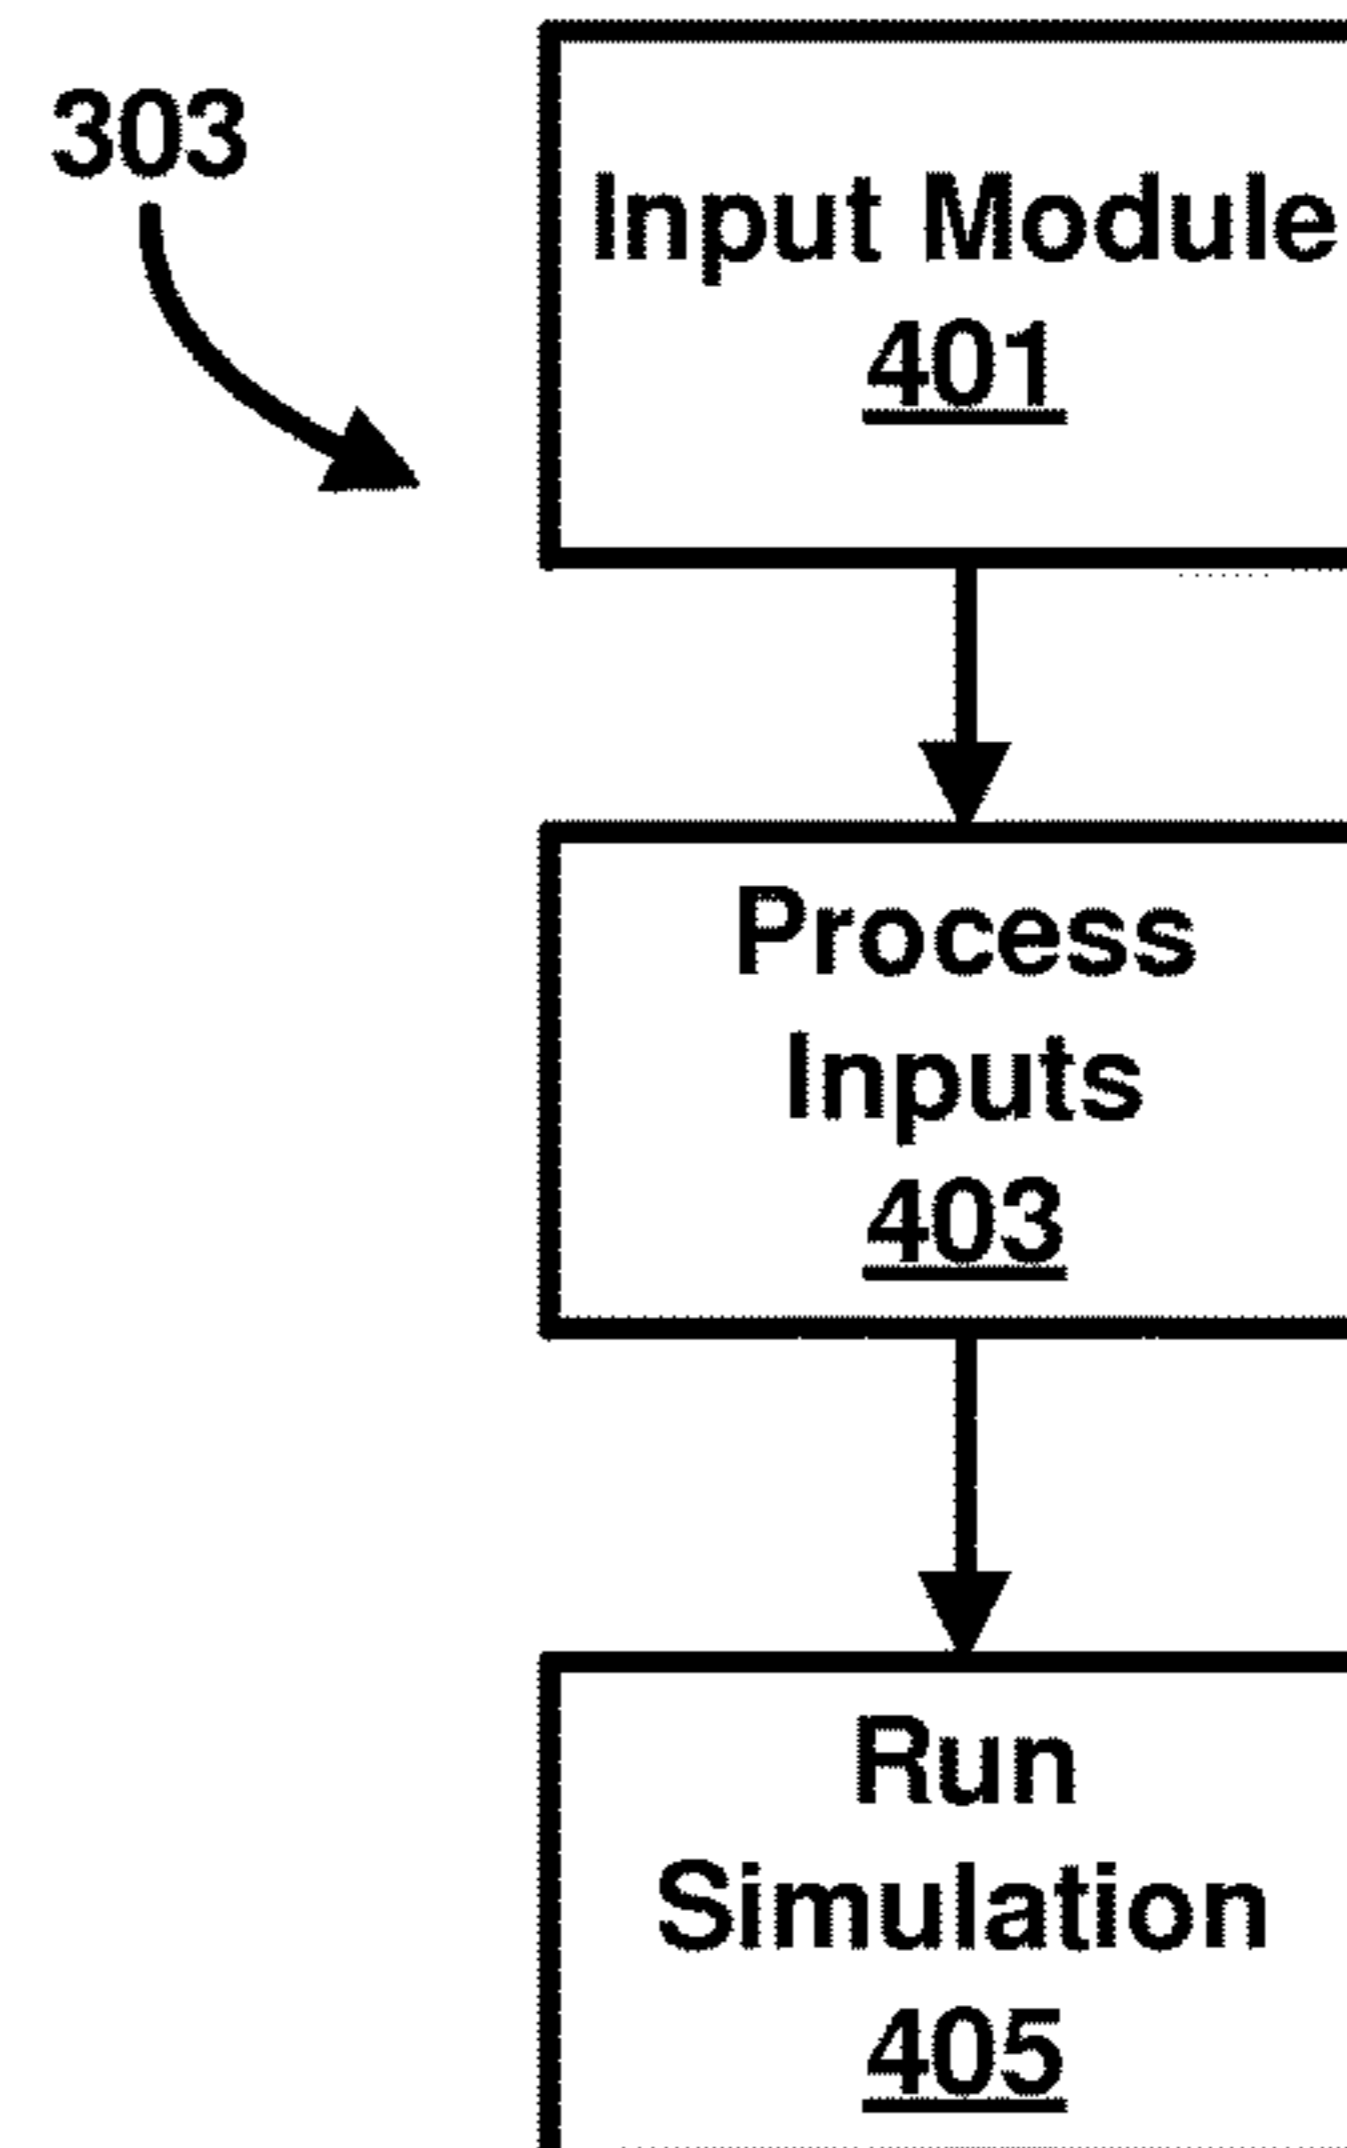 303
Input Module
401
Process
Inputs
403
Run
Simulation
405